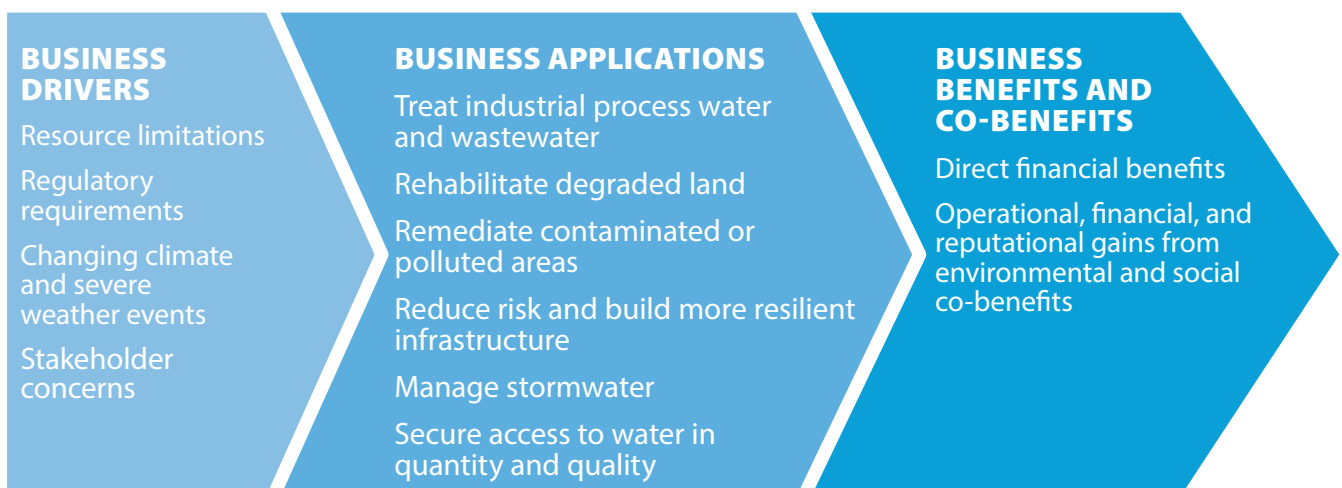 BUSINESS
DRIVERS
Resource limitations
Regulatory
requirements
Changing climate
and severe
weather events
Stakeholder
concerns
BUSINESS APPLICATIONS
Treat industrial process water
and wastewater
Rehabilitate degraded land
Remediate contaminated or
polluted areas
Reduce risk and build more resilient
infrastructure
Manage stormwater
Secure access to water in
quantity and quality
BUSINESS
BENEFITS AND
CO-BENEFITS
Direct financial benefits
Operational, financial, and
reputational gains from
environmental and social
co-benefits